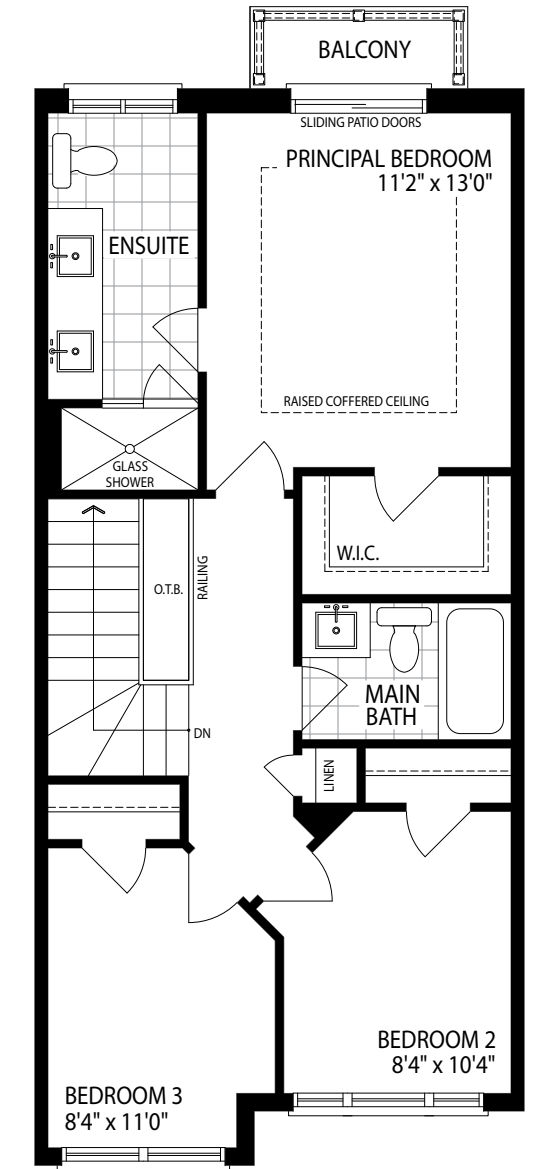 BALCONY
SLIDING PATIO DOORS
PRINCIPAL BEDROOM
11'2" x 13'0"
ENSUITE
RAISED COFFERED CEILING
GLASS
SHOWER
W.I.C.
O.T.B.
RAILING
MAIN
BATH
DN
LINEN
BEDROOM 2
8'4" x 10'4"
BEDROOM 3
8'4" x 11'0"